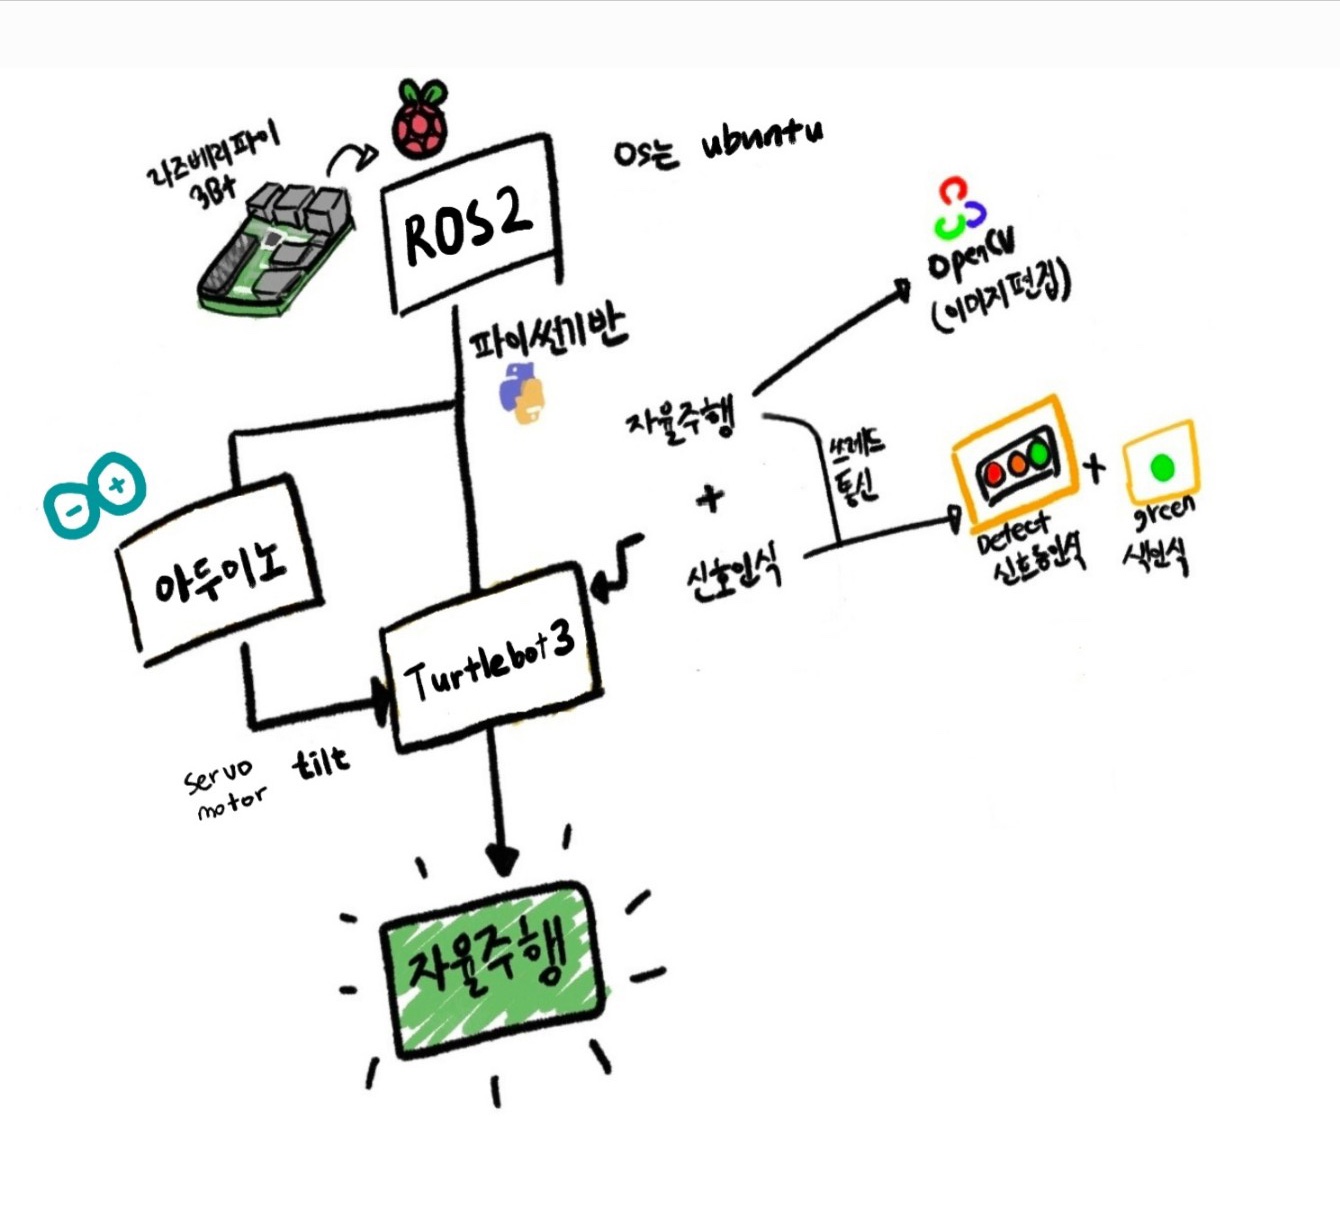 라즈베리파이
3B+
ROS2
OS는 ubuntu
파이썬기반
OpenCV
(이미지편집)
자율주행
+
신호인식
쓰레드
통신
+
Detect
신호등인식
green
색인식
아두이노
Turtlebot3
servo
motor
tilt
자율주행